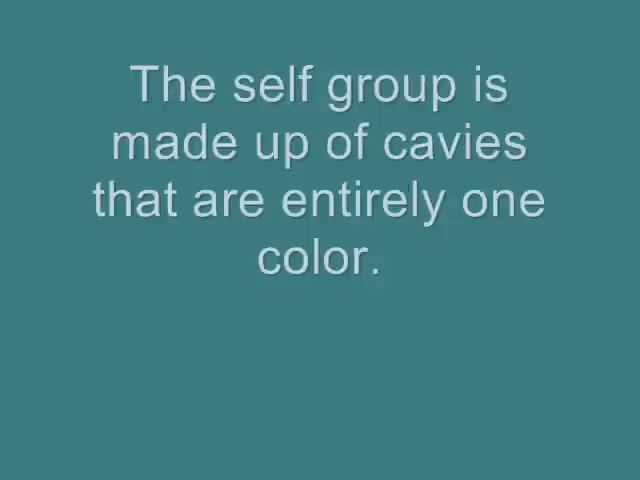 The self group is
made up of cavies
that are entirely one
color.